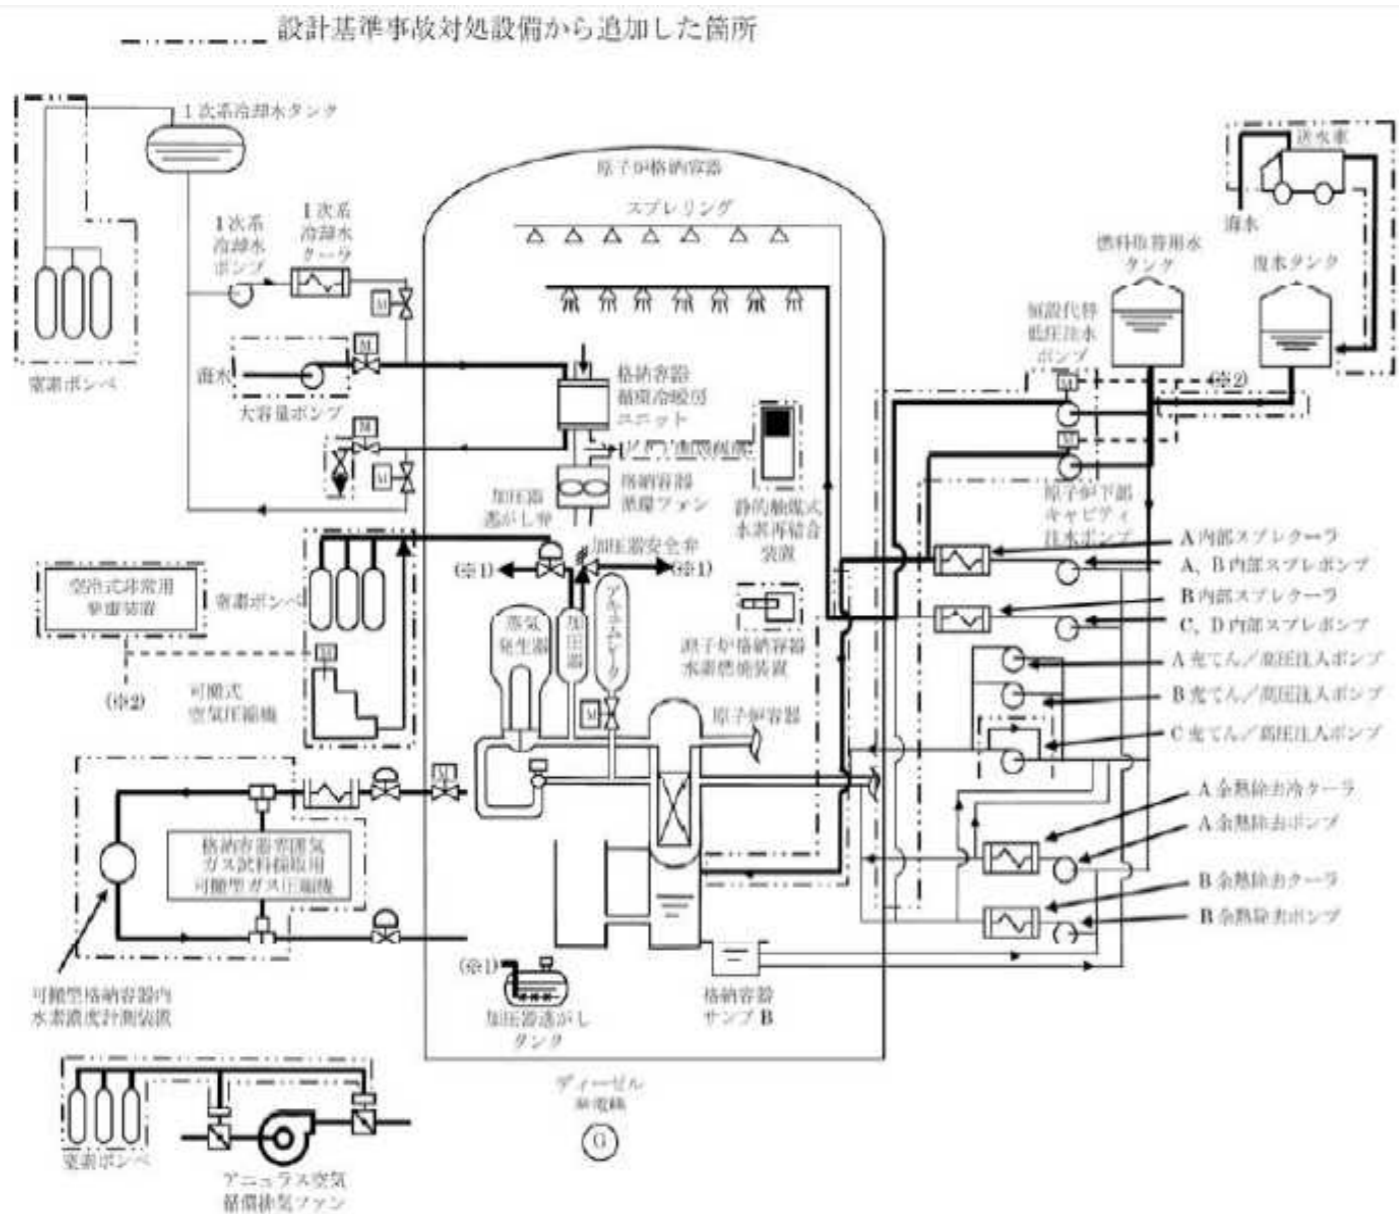 設計基準事故対処設備から追加した箇所
1次系冷却水タンク
窒素ボンベ
1次系
冷却水
ポンプ
1次系
冷却水
クーラ
M
海水
M
大容量ポンプ
M
M
原子炉格納容器
スプレリング
格納容器
循環冷暖房
ユニット
格納容器
循環ファン
静的触媒式
水素再結合
装置
加圧器
逃がし弁
加圧器安全弁
(※1)
(※1)
空冷式非常用
発電装置
(※2)
窒素ボンベ
M
可搬式
空気圧縮機
蒸気
発生器
加圧器
アキュムレータ
M
原子炉格納容器
水素燃焼装置
原子炉容器
送水車
海水
燃料取替用水
タンク
復水タンク
恒設代替
低圧注水
ポンプ
M
(※2)
M
原子炉下部
キャビティ
注水ポンプ
A内部スプレクーラ
A、B内部スプレポンプ
B内部スプレクーラ
C、D内部スプレポンプ
A充てん／高圧注入ポンプ
B充てん／高圧注入ポンプ
C充てん／高圧注入ポンプ
A余熱除去冷クーラ
A余熱除去ポンプ
B余熱除去クーラ
B余熱除去ポンプ
M
格納容器雰囲気
ガス試料採取用
可搬型ガス圧縮機
可搬型格納容器内
水素濃度計測装置
(※1)
加圧器逃がし
タンク
格納容器
サンプB
ディーゼル
発電機
G
窒素ボンベ
アニュラス空気
循環排気ファン